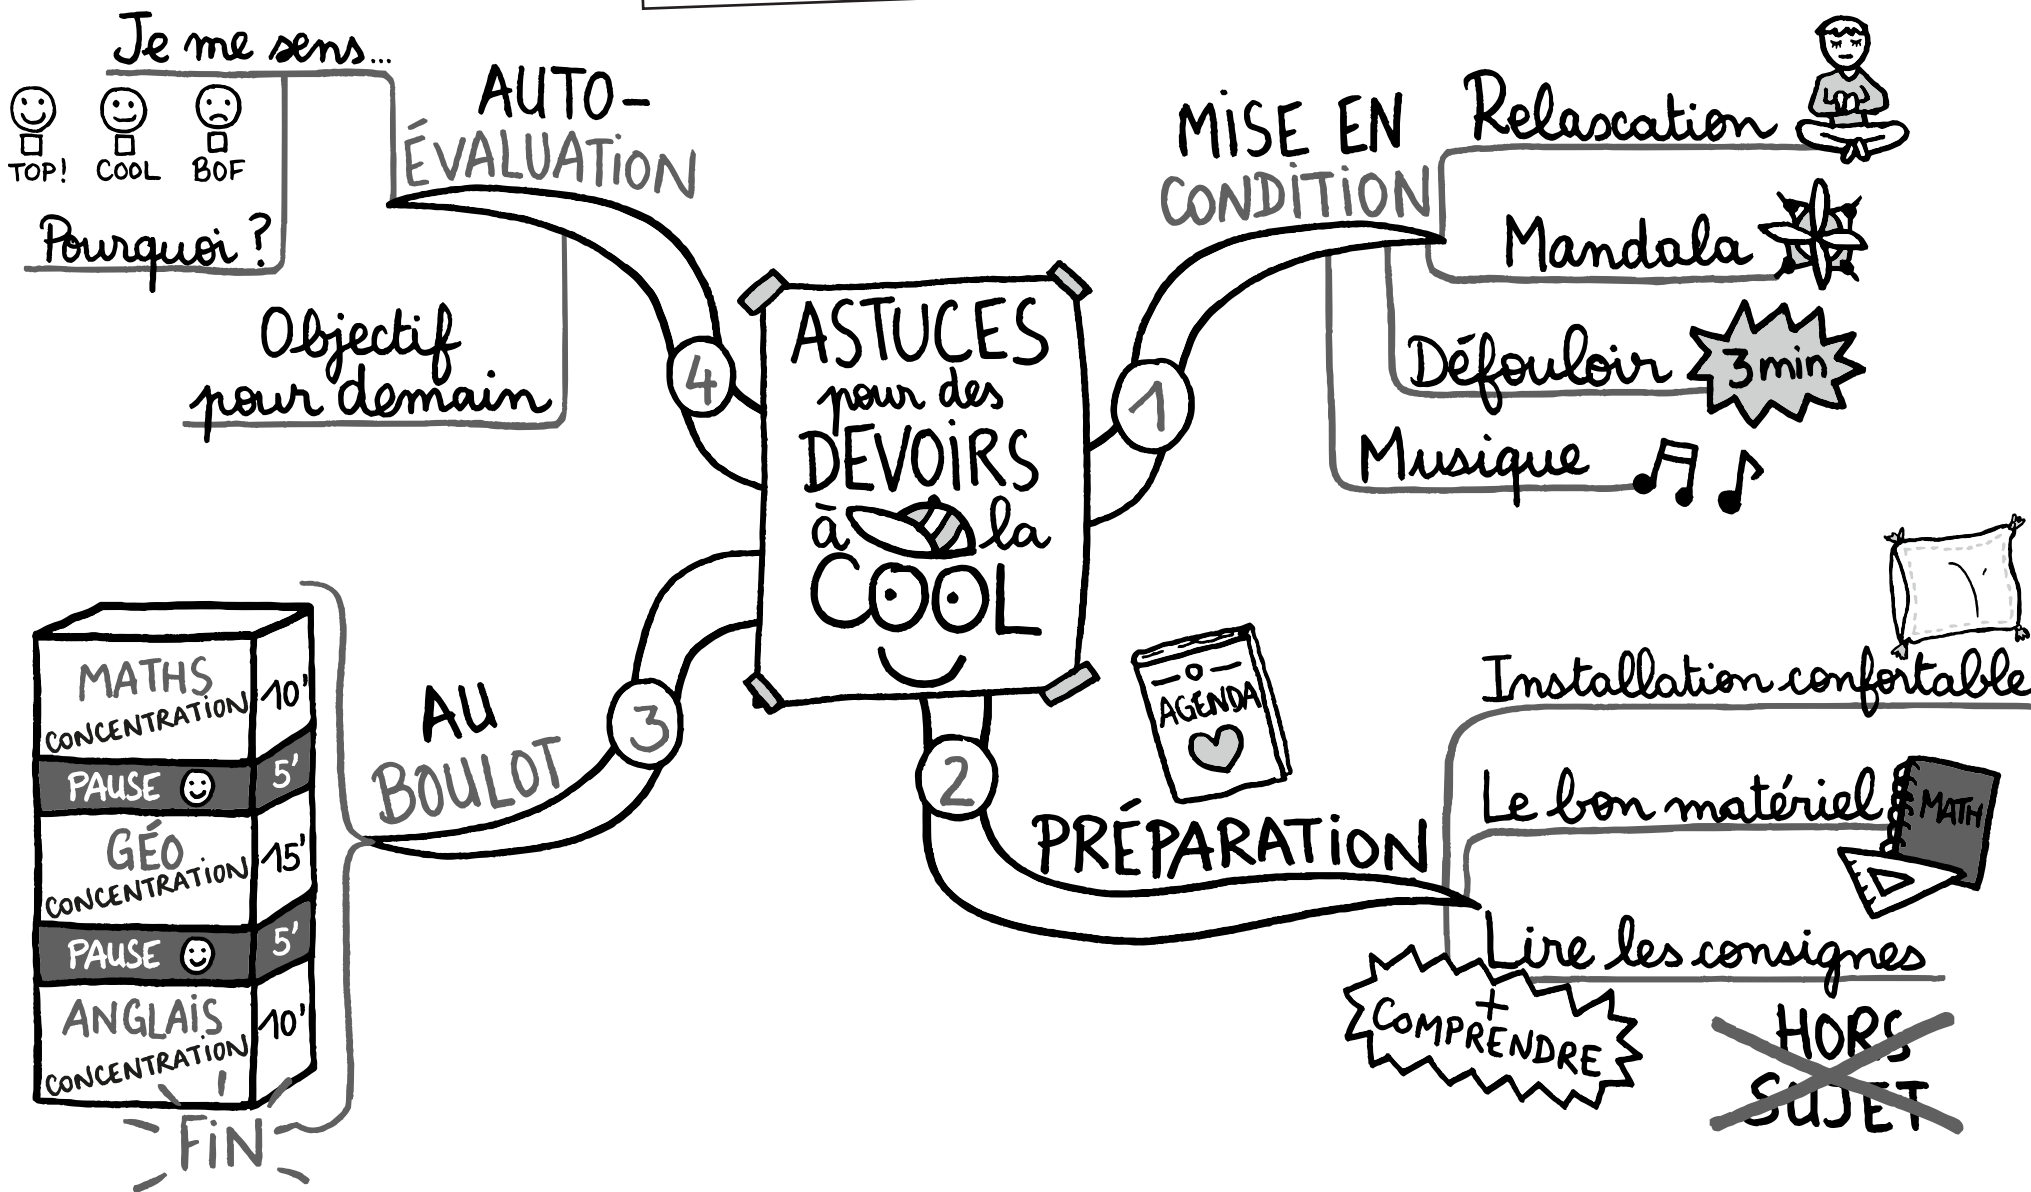 ASTUCES
pour des
DEVOIRS
à la
COOL
1
MISE EN
CONDITION
Relaxation
Mandala
Défouloir 3 min
Musique
2
AGENDA
PRÉPARATION
Installation confortable
Le bon matériel
MATH
Lire les consignes
+
COMPRENDRE
HORS
SUJET
3
AU
BOULOT
MATHS
CONCENTRATION 10'
PAUSE 5'
GÉO
CONCENTRATION 15'
PAUSE 5'
ANGLAIS
CONCENTRATION 10'
FIN
4
AUTO-
ÉVALUATION
Je me sens...
TOP! COOL BOF
Pourquoi ?
Objectif
pour demain